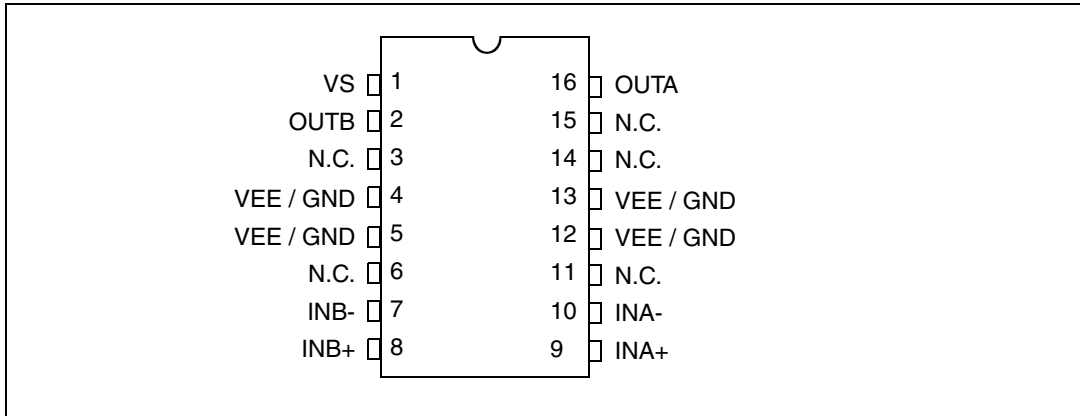 VS 1 16 OUTA
OUTB 2 15 N.C.
N.C. 3 14 N.C.
VEE / GND 4 13 VEE / GND
VEE / GND 5 12 VEE / GND
N.C. 6 11 N.C.
INB- 7 10 INA-
INB+ 8 9 INA+